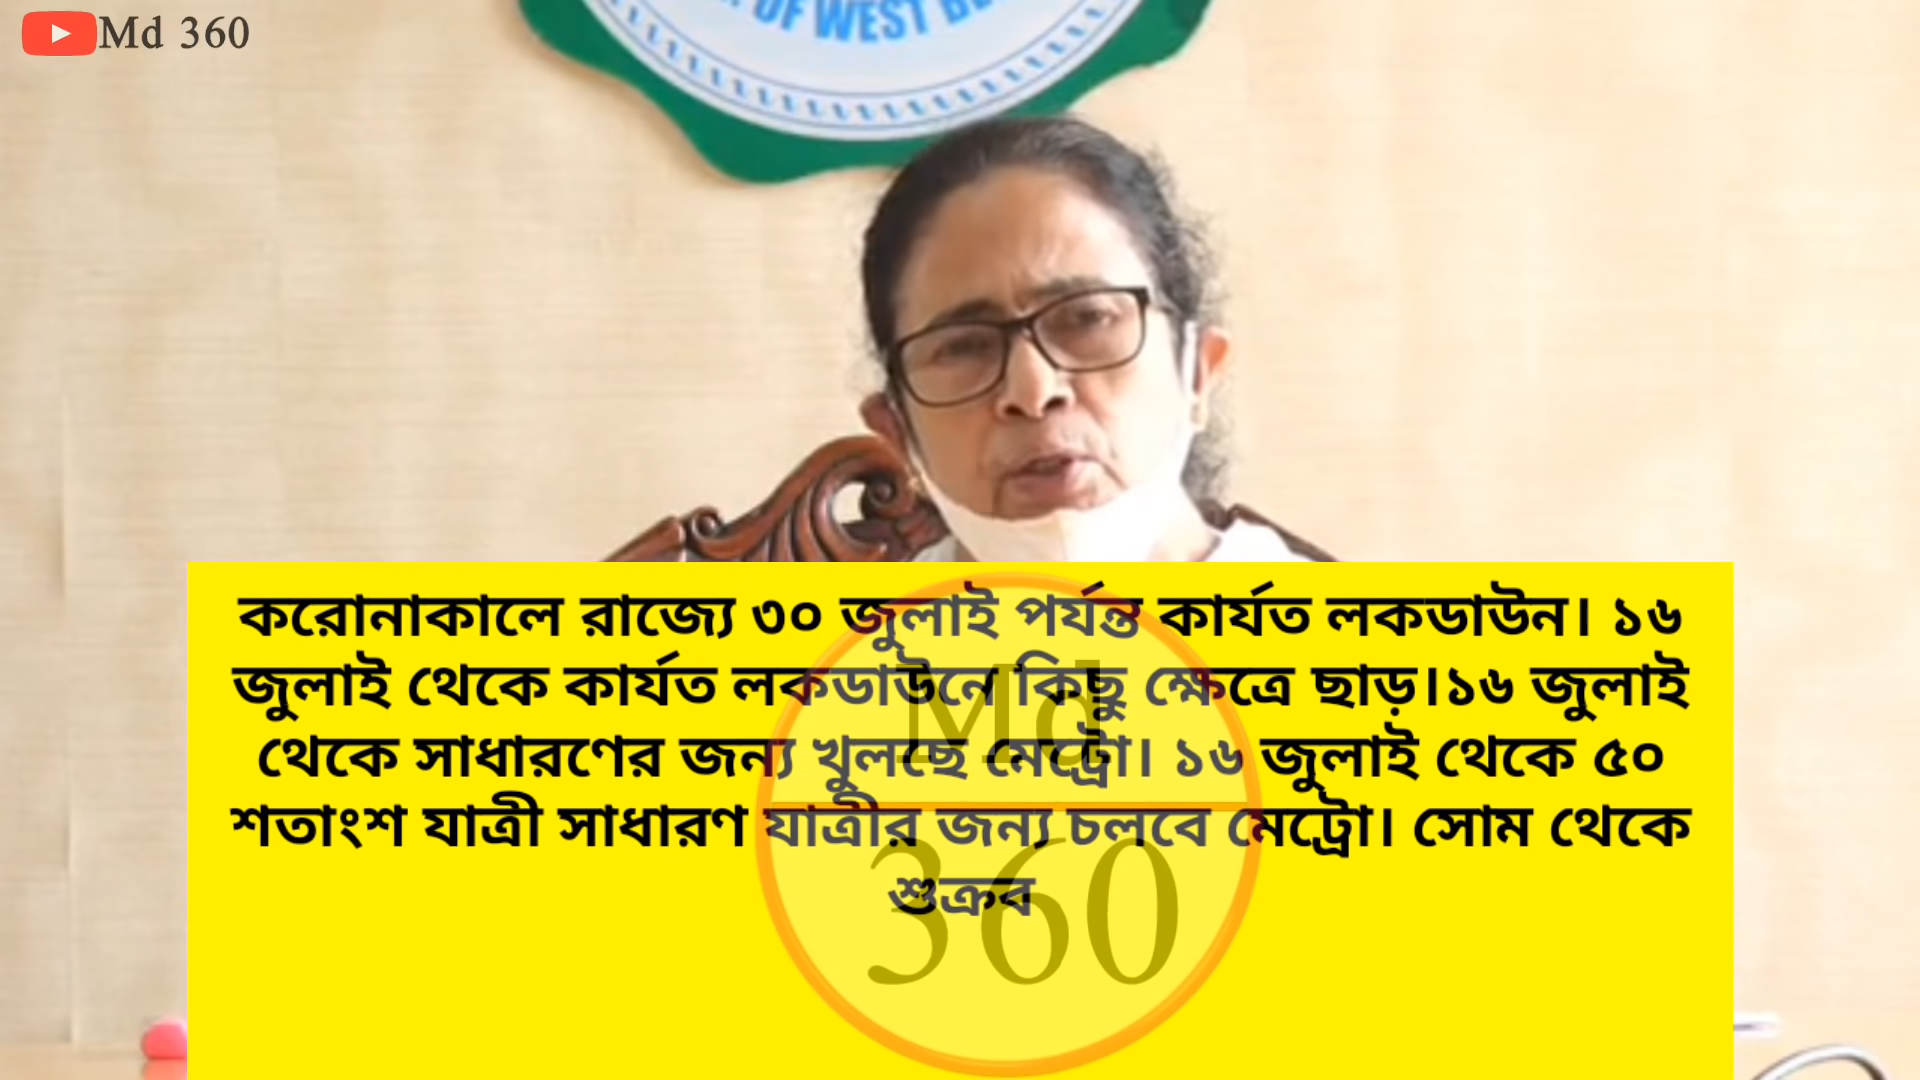 Md 360
OF WEST
করোনাকালে রাজ্যে ৩০ জুলাই পর্যন্ত কার্যত লকডাউন। ১৬
জুলাই থেকে কার্যত লকডাউনে কিছু ক্ষেত্রে ছাড়।১৬ জুলাই
থেকে সাধারণের জন্য খুলছে মেট্রো। ১৬ জুলাই থেকে ৫০
শতাংশ যাত্রী সাধারণ যাত্রীর জন্য চলবে মেট্রো। সোম থেকে
শুক্রব
Md
360